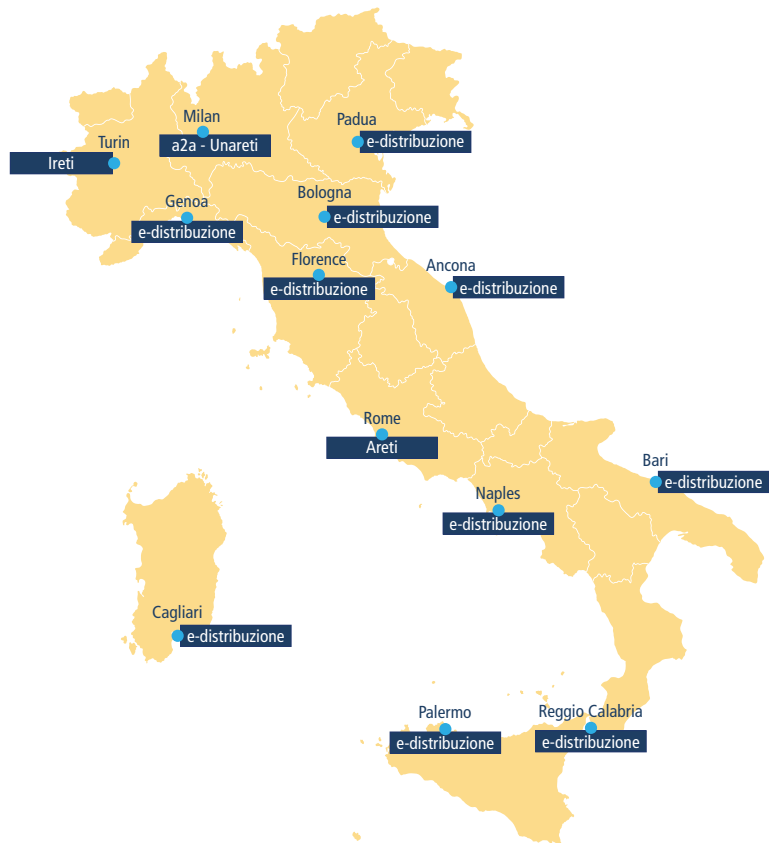 Milan
a2a - Unareti
Padua
e-distribuzione
Turin
Ireti
Genoa
e-distribuzione
Bologna
e-distribuzione
Florence
e-distribuzione
Ancona
e-distribuzione
Rome
Areti
Bari
e-distribuzione
Naples
e-distribuzione
Cagliari
e-distribuzione
Palermo
e-distribuzione
Reggio Calabria
e-distribuzione